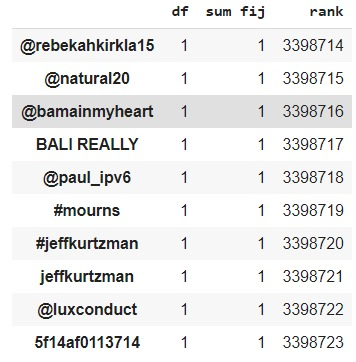 df sum fij rank
@rebekahkirkla15 1 1 3398714
@natural20 1 1 3398715
@bamainmyheart 1 1 3398716
BALI REALLY 1 1 3398717
@paul_ipv6 1 1 3398718
#mourns 1 1 3398719
#jeffkurtzman 1 1 3398720
jeffkurtzman 1 1 3398721
@luxconduct 1 1 3398722
5f14af0113714 1 1 3398723